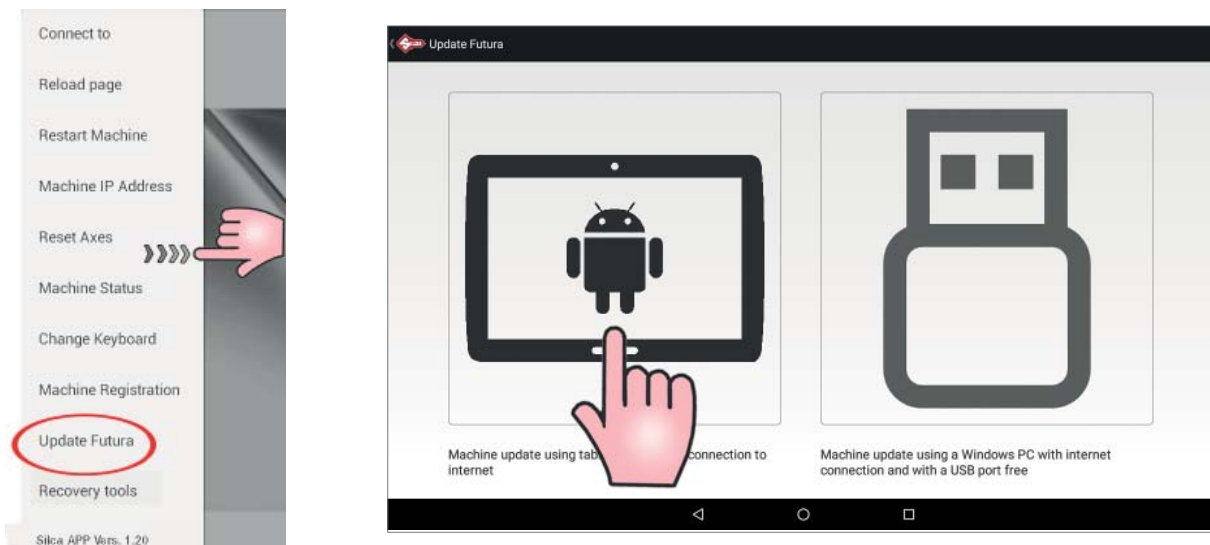 Connect to
Reload page
Restart Machine
Machine IP Address
Reset Axes
Machine Status
Change Keyboard
Machine Registration
Update Futura
Recovery tools
Silca APP Vers. 1.20
Update Futura
Machine update using connection to
internet
Machine update using a Windows PC with internet
connection and with a USB port free